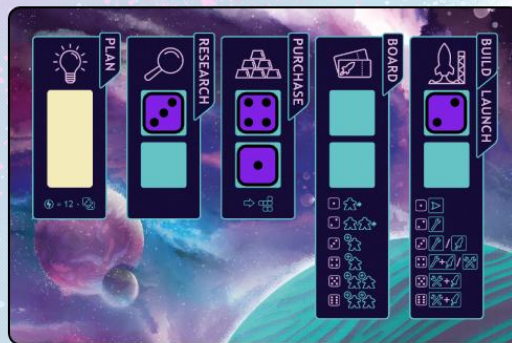 PLAN
RESEARCH
PURCHASE
BOARD
BUILD
LAUNCH
= 12 -
/
+ /
+
+